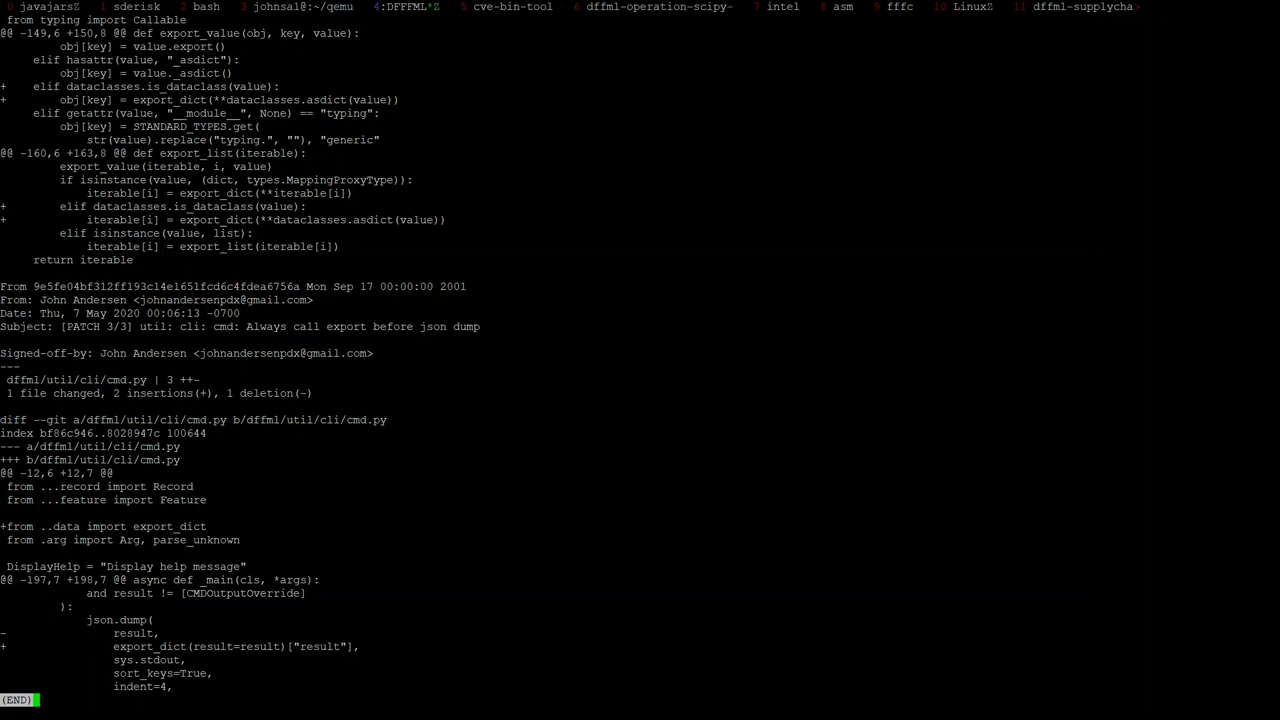 0 javajarsZ   1 sderisk   2 bash   3 johnsal@:~/qemu   4:DFFFML*Z   5 cve-bin-tool   6 dffml-operation-scipy-   7 intel   8 asm   9 fffc   10 LinuxZ   11 dffml-supplycha>
 from typing import Callable
@@ -149,6 +150,8 @@ def export_value(obj, key, value):
         obj[key] = value.export()
     elif hasattr(value, "_asdict"):
         obj[key] = value._asdict()
+    elif dataclasses.is_dataclass(value):
+        obj[key] = export_dict(**dataclasses.asdict(value))
     elif getattr(value, "__module__", None) == "typing":
         obj[key] = STANDARD_TYPES.get(
             str(value).replace("typing.", ""), "generic"
@@ -160,6 +163,8 @@ def export_list(iterable):
         export_value(iterable, i, value)
         if isinstance(value, (dict, types.MappingProxyType)):
             iterable[i] = export_dict(**iterable[i])
+        elif dataclasses.is_dataclass(value):
+            iterable[i] = export_dict(**dataclasses.asdict(value))
         elif isinstance(value, list):
             iterable[i] = export_list(iterable[i])
     return iterable
From 9e5fe04bf312ff193c14e1651fcd6c4fdea6756a Mon Sep 17 00:00:00 2001
From: John Andersen <johnandersenpdx@gmail.com>
Date: Thu, 7 May 2020 00:06:13 -0700
Subject: [PATCH 3/3] util: cli: cmd: Always call export before json dump
Signed-off-by: John Andersen <johnandersenpdx@gmail.com>
---
 dffml/util/cli/cmd.py | 3 ++-
 1 file changed, 2 insertions(+), 1 deletion(-)
diff --git a/dffml/util/cli/cmd.py b/dffml/util/cli/cmd.py
index bf86c946..8028947c 100644
--- a/dffml/util/cli/cmd.py
+++ b/dffml/util/cli/cmd.py
@@ -12,6 +12,7 @@
 from ...record import Record
 from ...feature import Feature
+from ..data import export_dict
 from .arg import Arg, parse_unknown
 DisplayHelp = "Display help message"
@@ -197,7 +198,7 @@ async def _main(cls, *args):
             and result != [CMDOutputOverride]
         ):
             json.dump(
-                result,
+                export_dict(result=result)["result"],
                 sys.stdout,
                 sort_keys=True,
                 indent=4,
(END)